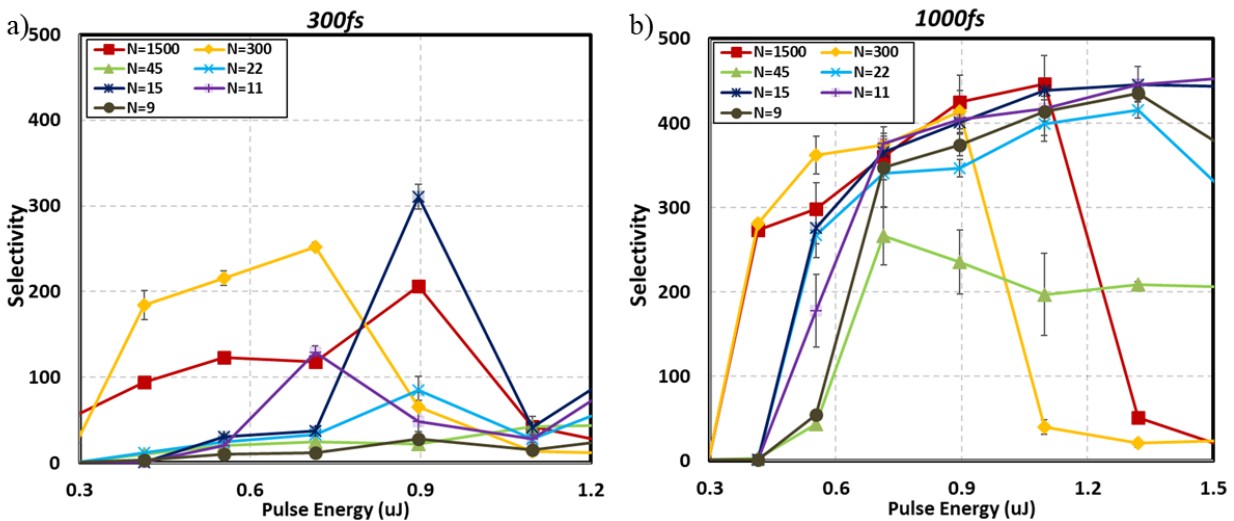 a)
300fs
500
400
300
200
100
0
Selectivity
N=1500 N=300
N=45 N=22
N=15 N=11
N=9
0.3 0.6 0.9 1.2
Pulse Energy (uJ)
b)
1000fs
500
400
300
200
100
0
Selectivity
N=1500 N=300
N=45 N=22
N=15 N=11
N=9
0.3 0.6 0.9 1.2 1.5
Pulse Energy (uJ)